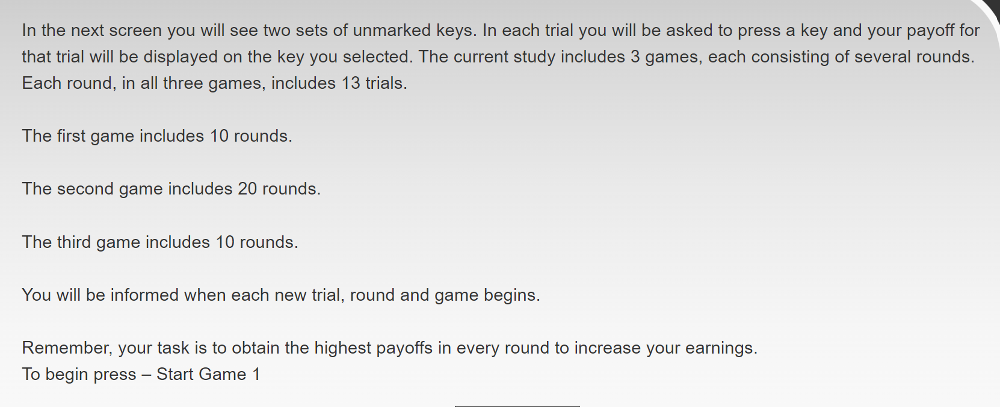 In the next screen you will see two sets of unmarked keys. In each trial you will be asked to press a key and your payoff for
that trial will be displayed on the key you selected. The current study includes 3 games, each consisting of several rounds.
Each round, in all three games, includes 13 trials.
The first game includes 10 rounds.
The second game includes 20 rounds.
The third game includes 10 rounds.
You will be informed when each new trial, round and game begins.
Remember, your task is to obtain the highest payoffs in every round to increase your earnings.
To begin press – Start Game 1